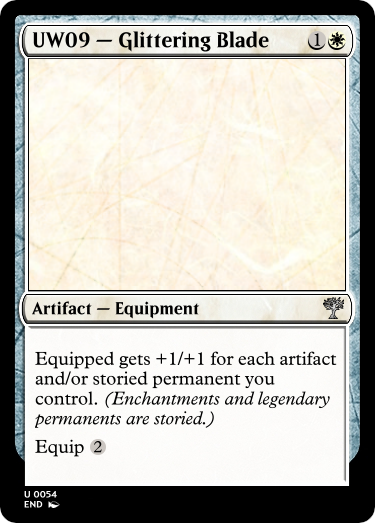 UW09 — Glittering Blade 1
Artifact — Equipment
Equipped gets +1/+1 for each artifact
and/or storied permanent you
control. (Enchantments and legendary
permanents are storied.)
Equip 2
U 0054
END